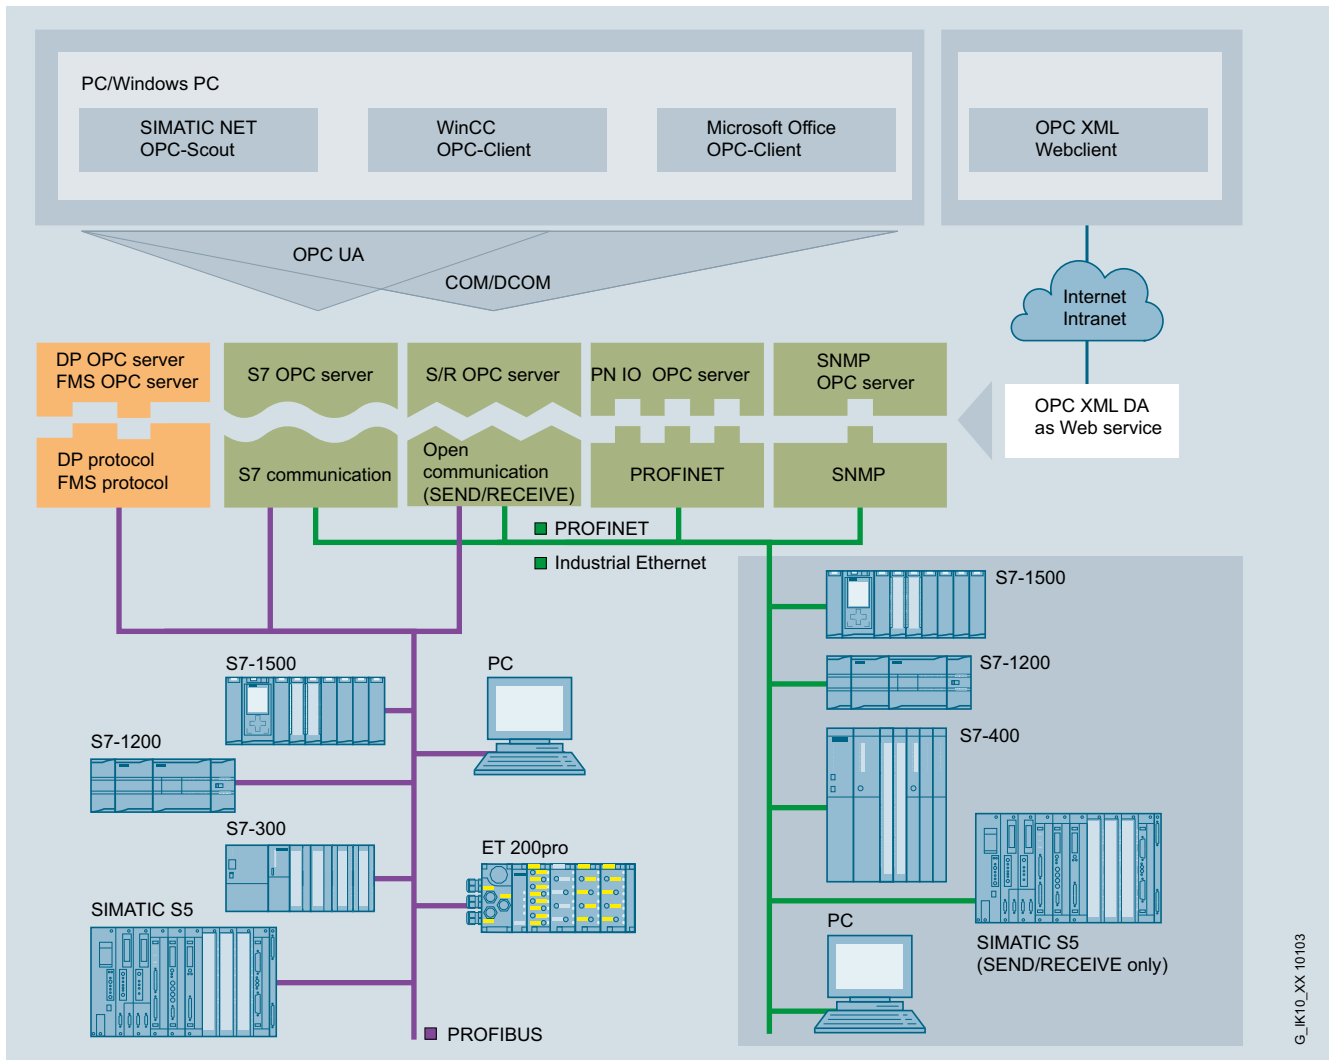 PC/Windows PC
SIMATIC NET
OPC-Scout
WinCC
OPC-Client
Microsoft Office
OPC-Client
OPC XML
Webclient
OPC UA
COM/DCOM
Internet
Intranet
DP OPC server
FMS OPC server
S7 OPC server
S/R OPC server
PN IO OPC server
SNMP
OPC server
OPC XML DA
as Web service
DP protocol
FMS protocol
S7 communication
Open
communication
(SEND/RECEIVE)
PROFINET
SNMP
PROFINET
Industrial Ethernet
S7-1500
S7-1200
S7-400
SIMATIC S5
(SEND/RECEIVE only)
PC
S7-1500
PC
S7-1200
S7-300
ET 200pro
SIMATIC S5
PROFIBUS
G_IK10_XX 10103